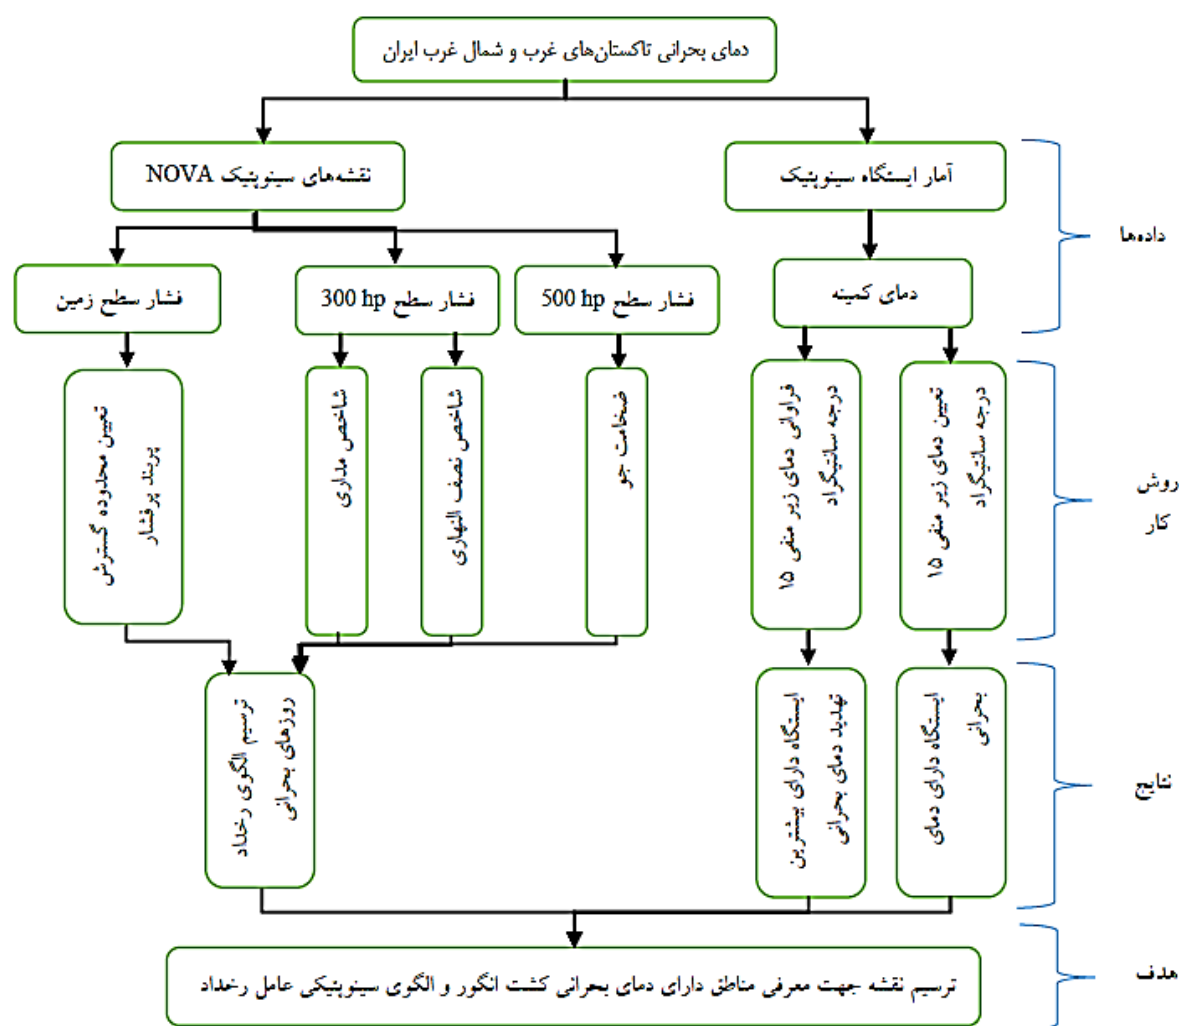 دمای بحرانی تاکستان‌های غرب و شمال غرب ایران
آمار ایستگاه سینوپتیک
نقشه‌های سینوپتیک NOVA
داده‌ها
دمای کمینه
فشار سطح 500 hp
فشار سطح 300 hp
فشار سطح زمین
تعیین دمای زیر منفی ۱۵
درجه سانتیگراد
فراوانی دمای زیر منفی ۱۵
درجه سانتیگراد
ضخامت جو
شاخص نصف النهاری
شاخص مداری
تعیین محدوده گسترش
پربند پرفشار
روش
کار
ایستگاه دارای دمای
بحرانی
ایستگاه دارای بیشترین
تهدید دمای بحرانی
ترسیم الگوی رخداد
روزهای بحرانی
نتایج
ترسیم نقشه جهت معرفی مناطق دارای دمای بحرانی کشت انگور و الگوی سینوپتیکی عامل رخداد
هدف